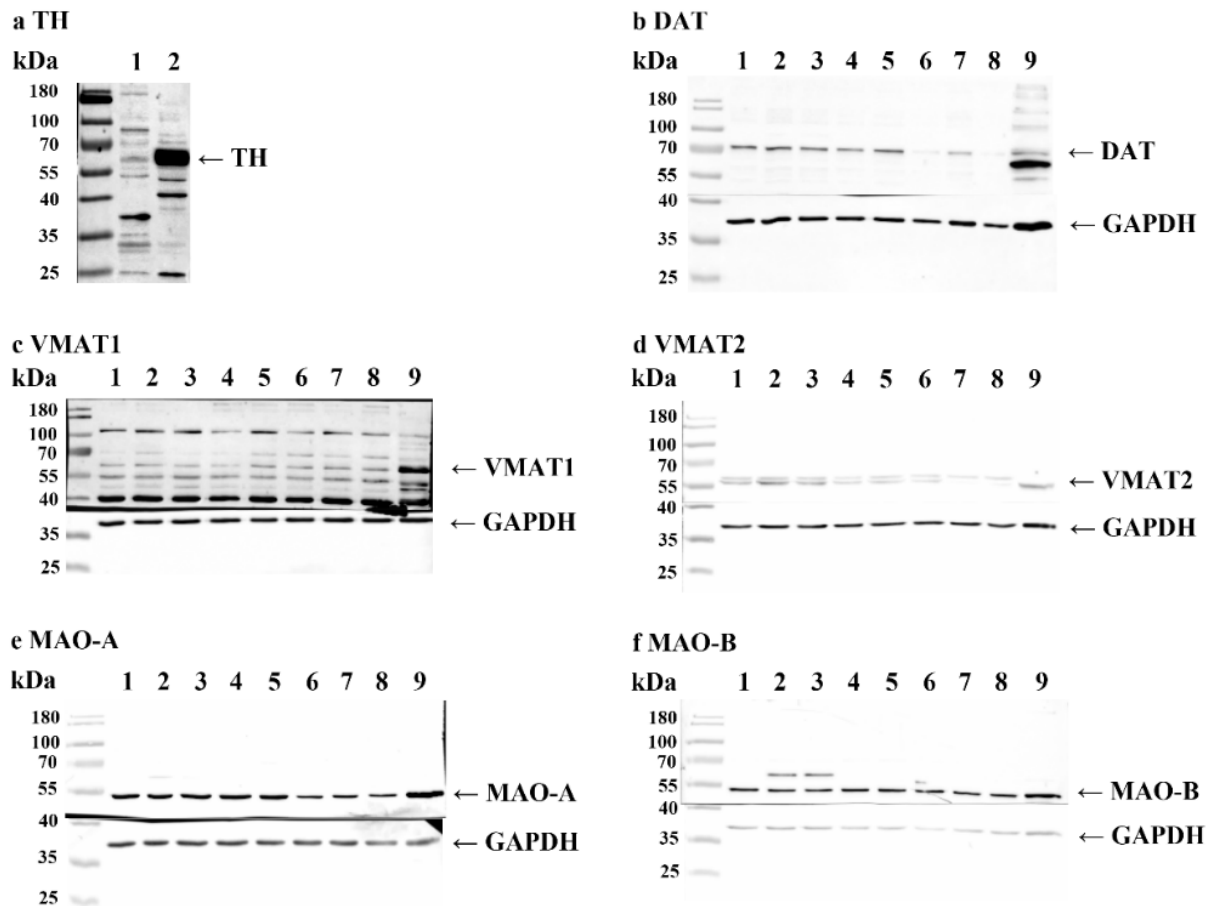 a TH
kDa 1 2
180
100
70
55
40
35
25
← TH
b DAT
kDa 1 2 3 4 5 6 7 8 9
180
100
70
55
40
35
25
← DAT
← GAPDH
c VMAT1
kDa 1 2 3 4 5 6 7 8 9
180
100
70
55
40
35
25
← VMAT1
← GAPDH
d VMAT2
kDa 1 2 3 4 5 6 7 8 9
180
100
70
55
40
35
25
← VMAT2
← GAPDH
e MAO-A
kDa 1 2 3 4 5 6 7 8 9
180
100
70
55
40
35
25
← MAO-A
← GAPDH
f MAO-B
kDa 1 2 3 4 5 6 7 8 9
180
100
70
55
40
35
25
← MAO-B
← GAPDH